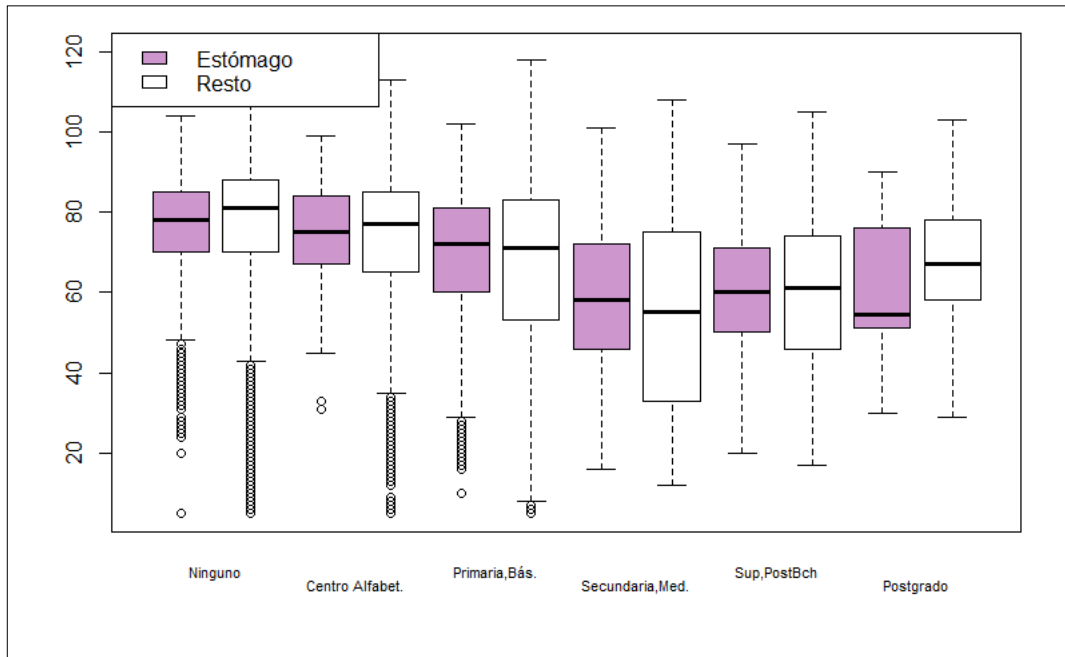 Estómago
Resto
120
100
80
60
40
20
Ninguno
Centro Alfabet.
Primaria,Bás.
Secundaria,Med.
Sup,PostBch
Postgrado